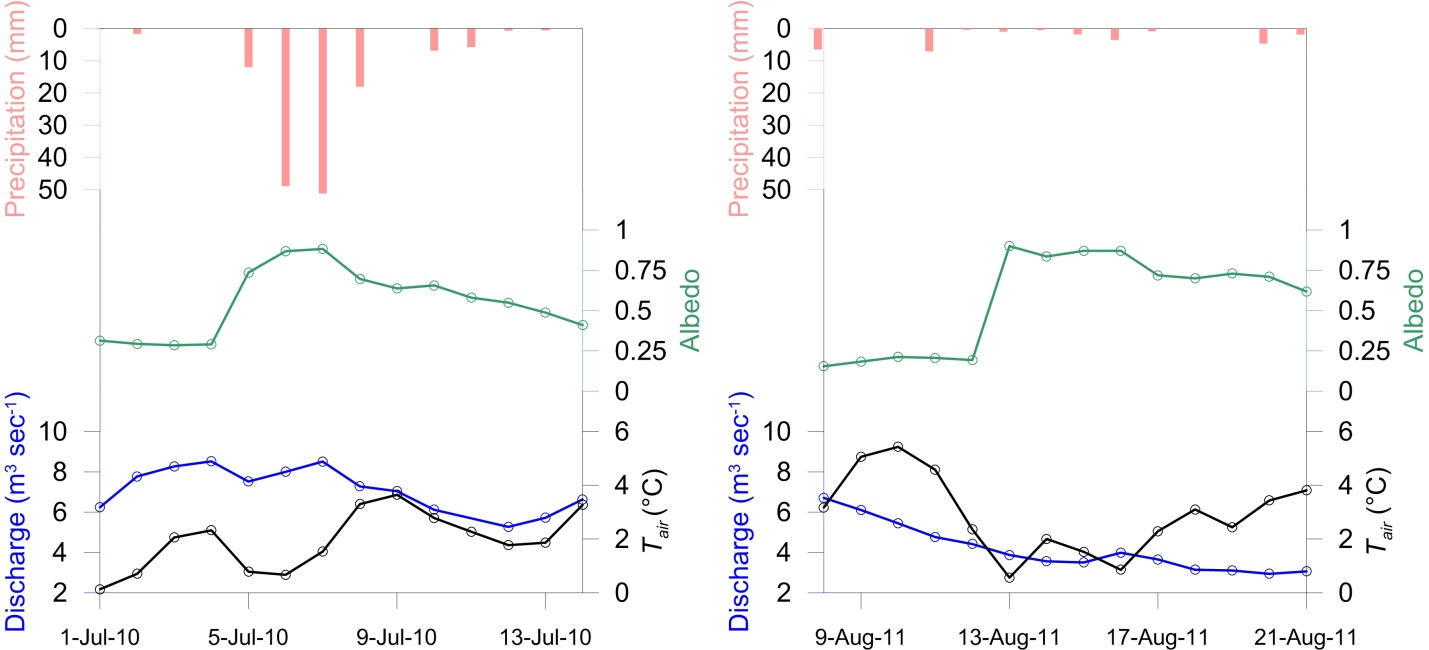 Precipitation (mm)
0
10
20
30
40
50
1
0.75
0.5
0.25
0
Albedo
Discharge (m³ sec⁻¹)
10
8
6
4
2
6
4
2
0
T air (°C)
1-Jul-10
5-Jul-10
9-Jul-10
13-Jul-10
Precipitation (mm)
0
10
20
30
40
50
1
0.75
0.5
0.25
0
Albedo
Discharge (m³ sec⁻¹)
10
8
6
4
2
6
4
2
0
T air (°C)
9-Aug-11
13-Aug-11
17-Aug-11
21-Aug-11